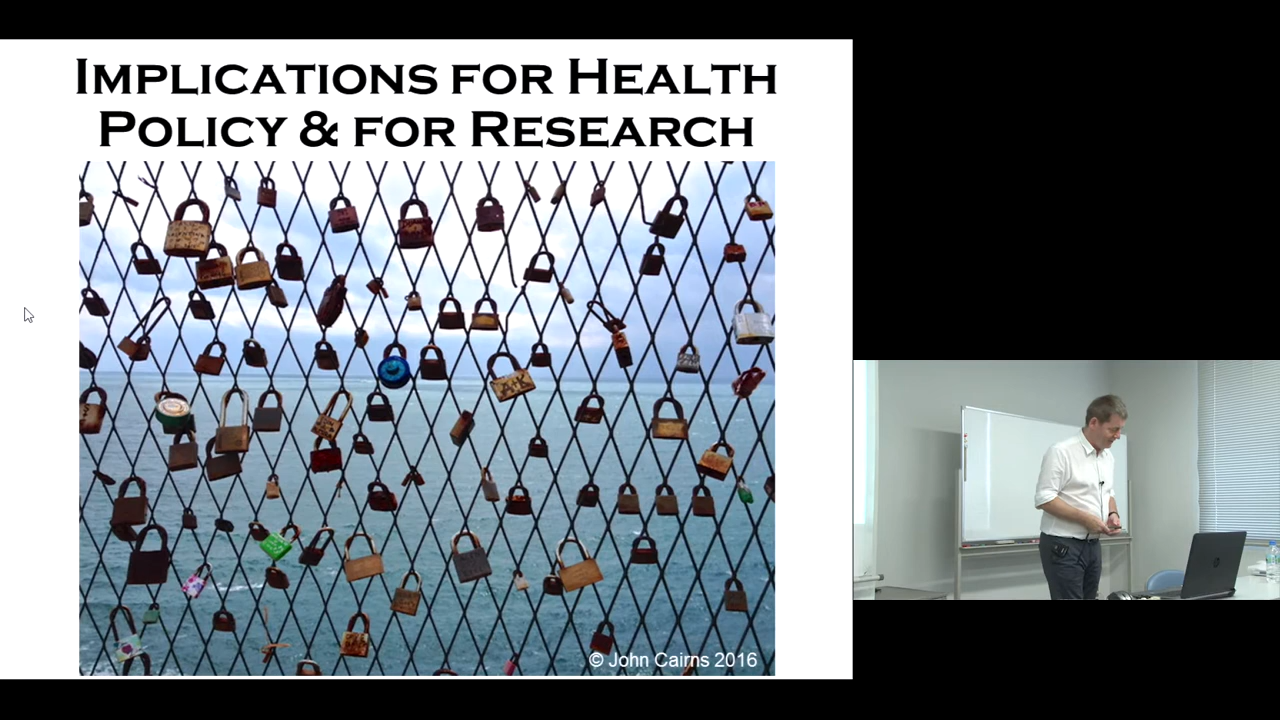 IMPLICATIONS FOR HEALTH
POLICY & FOR RESEARCH
A+K
© John Cairns 2016